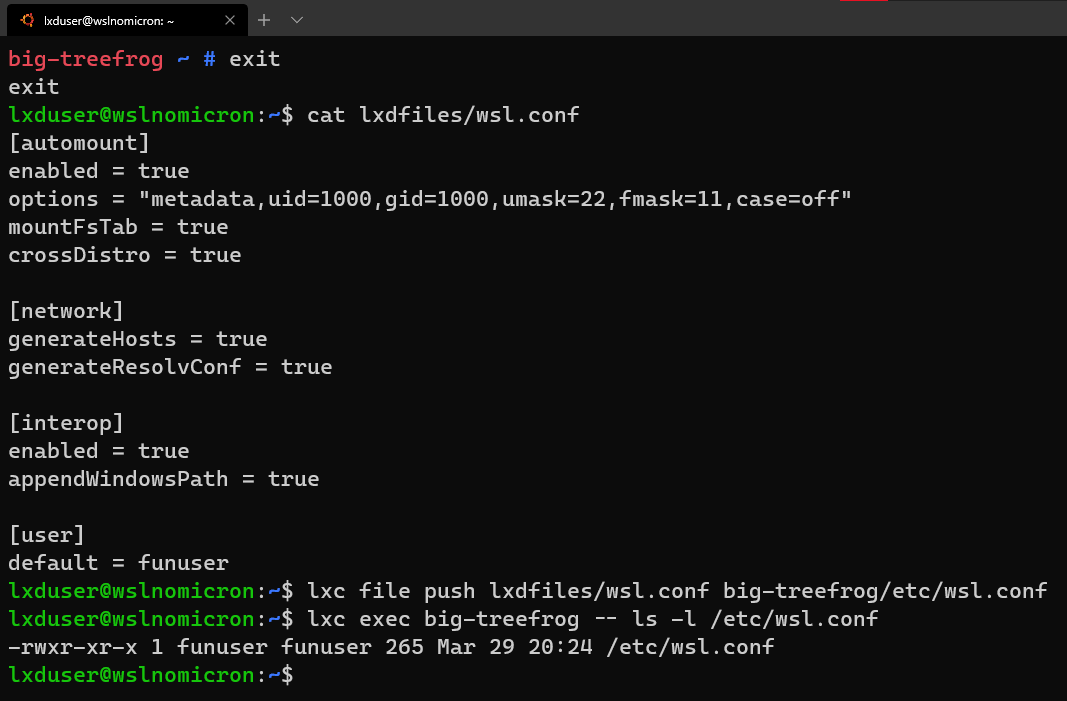 lxduser@wslnomicron: ~
big-treefrog ~ # exit
exit
lxduser@wslnomicron:~$ cat lxdfiles/wsl.conf
[automount]
enabled = true
options = "metadata,uid=1000,gid=1000,umask=22,fmask=11,case=off"
mountFsTab = true
crossDistro = true

[network]
generateHosts = true
generateResolvConf = true

[interop]
enabled = true
appendWindowsPath = true

[user]
default = funuser
lxduser@wslnomicron:~$ lxc file push lxdfiles/wsl.conf big-treefrog/etc/wsl.conf
lxduser@wslnomicron:~$ lxc exec big-treefrog -- ls -l /etc/wsl.conf
-rwxr-xr-x 1 funuser funuser 265 Mar 29 20:24 /etc/wsl.conf
lxduser@wslnomicron:~$